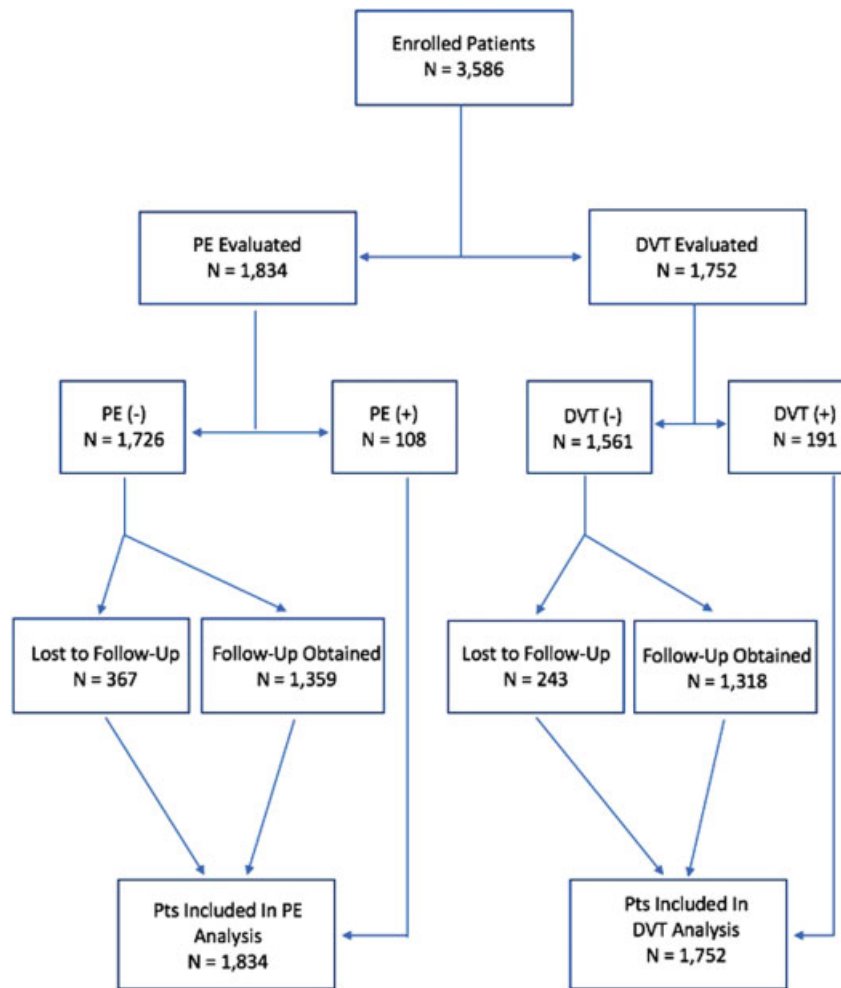 Enrolled Patients
N = 3,586
PE Evaluated
N = 1,834
DVT Evaluated
N = 1,752
PE (-)
N = 1,726
PE (+)
N = 108
DVT (-)
N = 1,561
DVT (+)
N = 191
Lost to Follow-Up
N = 367
Follow-Up Obtained
N = 1,359
Lost to Follow-Up
N = 243
Follow-Up Obtained
N = 1,318
Pts Included In PE
Analysis
N = 1,834
Pts Included In
DVT Analysis
N = 1,752